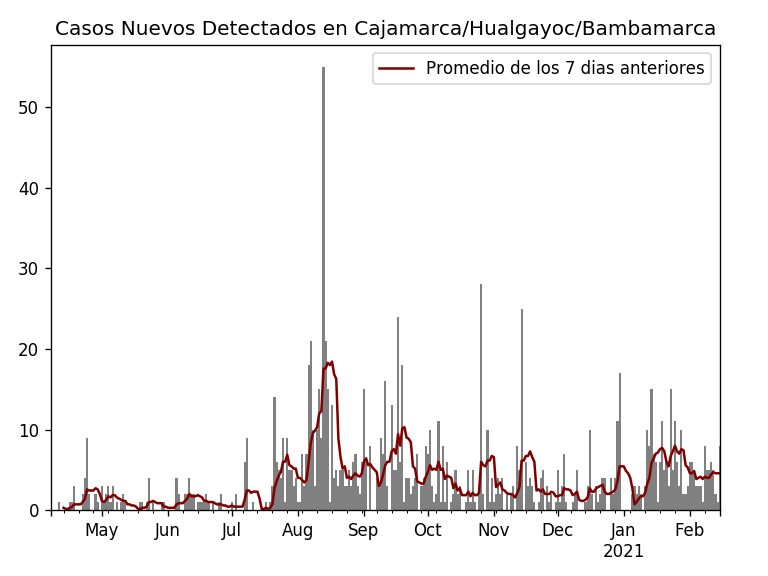 Casos Nuevos Detectados en Cajamarca/Hualgayoc/Bambamarca
Promedio de los 7 dias anteriores
50
40
30
20
10
0
May Jun Jul Aug Sep Oct Nov Dec Jan Feb
2021